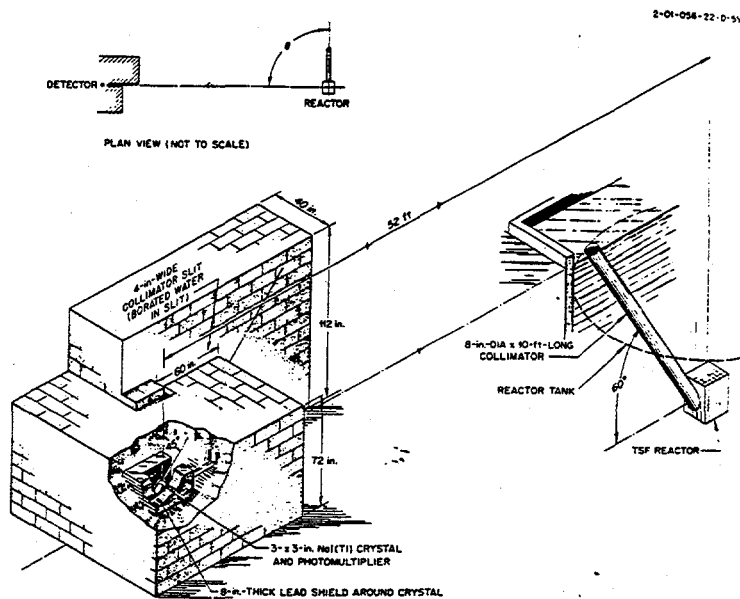 2-01-056-22-D-
θ
DETECTOR
REACTOR
PLAN VIEW (NOT TO SCALE)
40 in.
52 ft
4-in-WIDE
COLLIMATOR SLIT
(BORATED WATER
IN SLIT)
112 in.
60 in.
8-in.-DIA x 10-ft-LONG
COLLIMATOR
REACTOR TANK
60°
TSF REACTOR
72 in.
3- x 3-in. NaI(Tl) CRYSTAL
AND PHOTOMULTIPLIER
8-in.-THICK LEAD SHIELD AROUND CRYSTAL